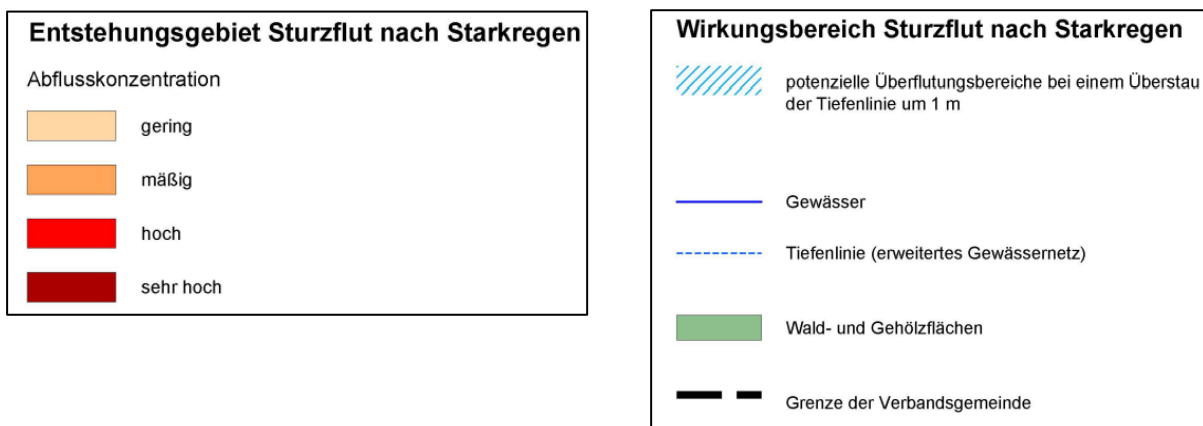 Entstehungsgebiet Sturzflut nach Starkregen
Abflusskonzentration
gering
mäßig
hoch
sehr hoch
Wirkungsbereich Sturzflut nach Starkregen
potenzielle Überflutungsbereiche bei einem Überstau
der Tiefenlinie um 1 m
Gewässer
Tiefenlinie (erweitertes Gewässernetz)
Wald- und Gehölzflächen
Grenze der Verbandsgemeinde